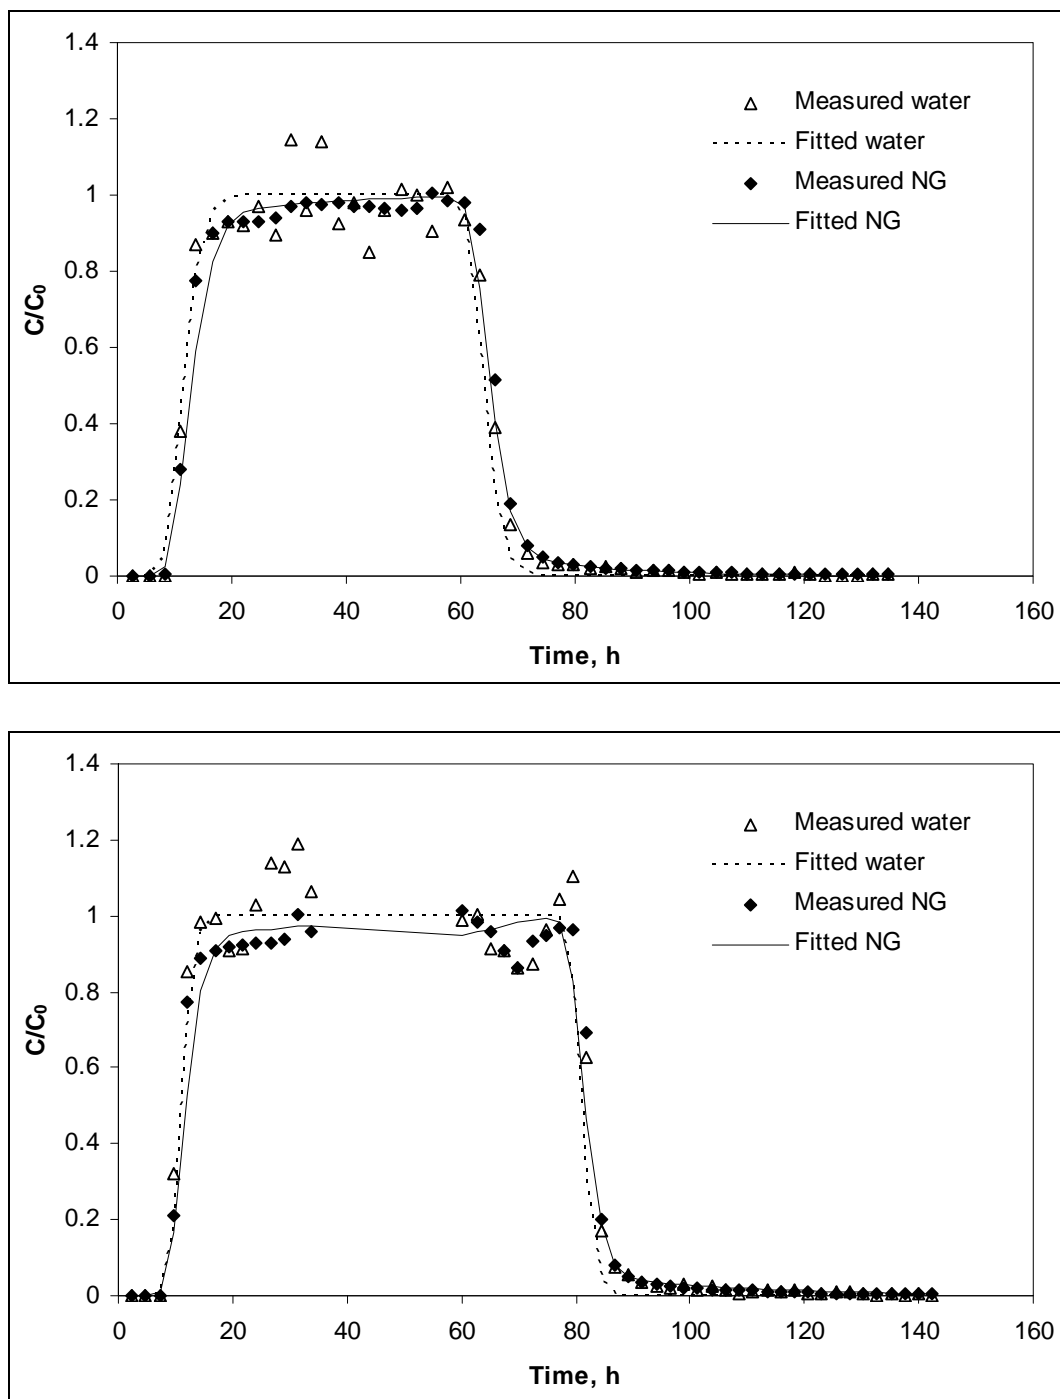 1.4
1.2
1
0.8
0.6
0.4
0.2
0
C/C0
0 20 40 60 80 100 120 140 160
Time, h
Measured water
Fitted water
Measured NG
Fitted NG
1.4
1.2
1
0.8
0.6
0.4
0.2
0
C/C0
0 20 40 60 80 100 120 140 160
Time, h
Measured water
Fitted water
Measured NG
Fitted NG